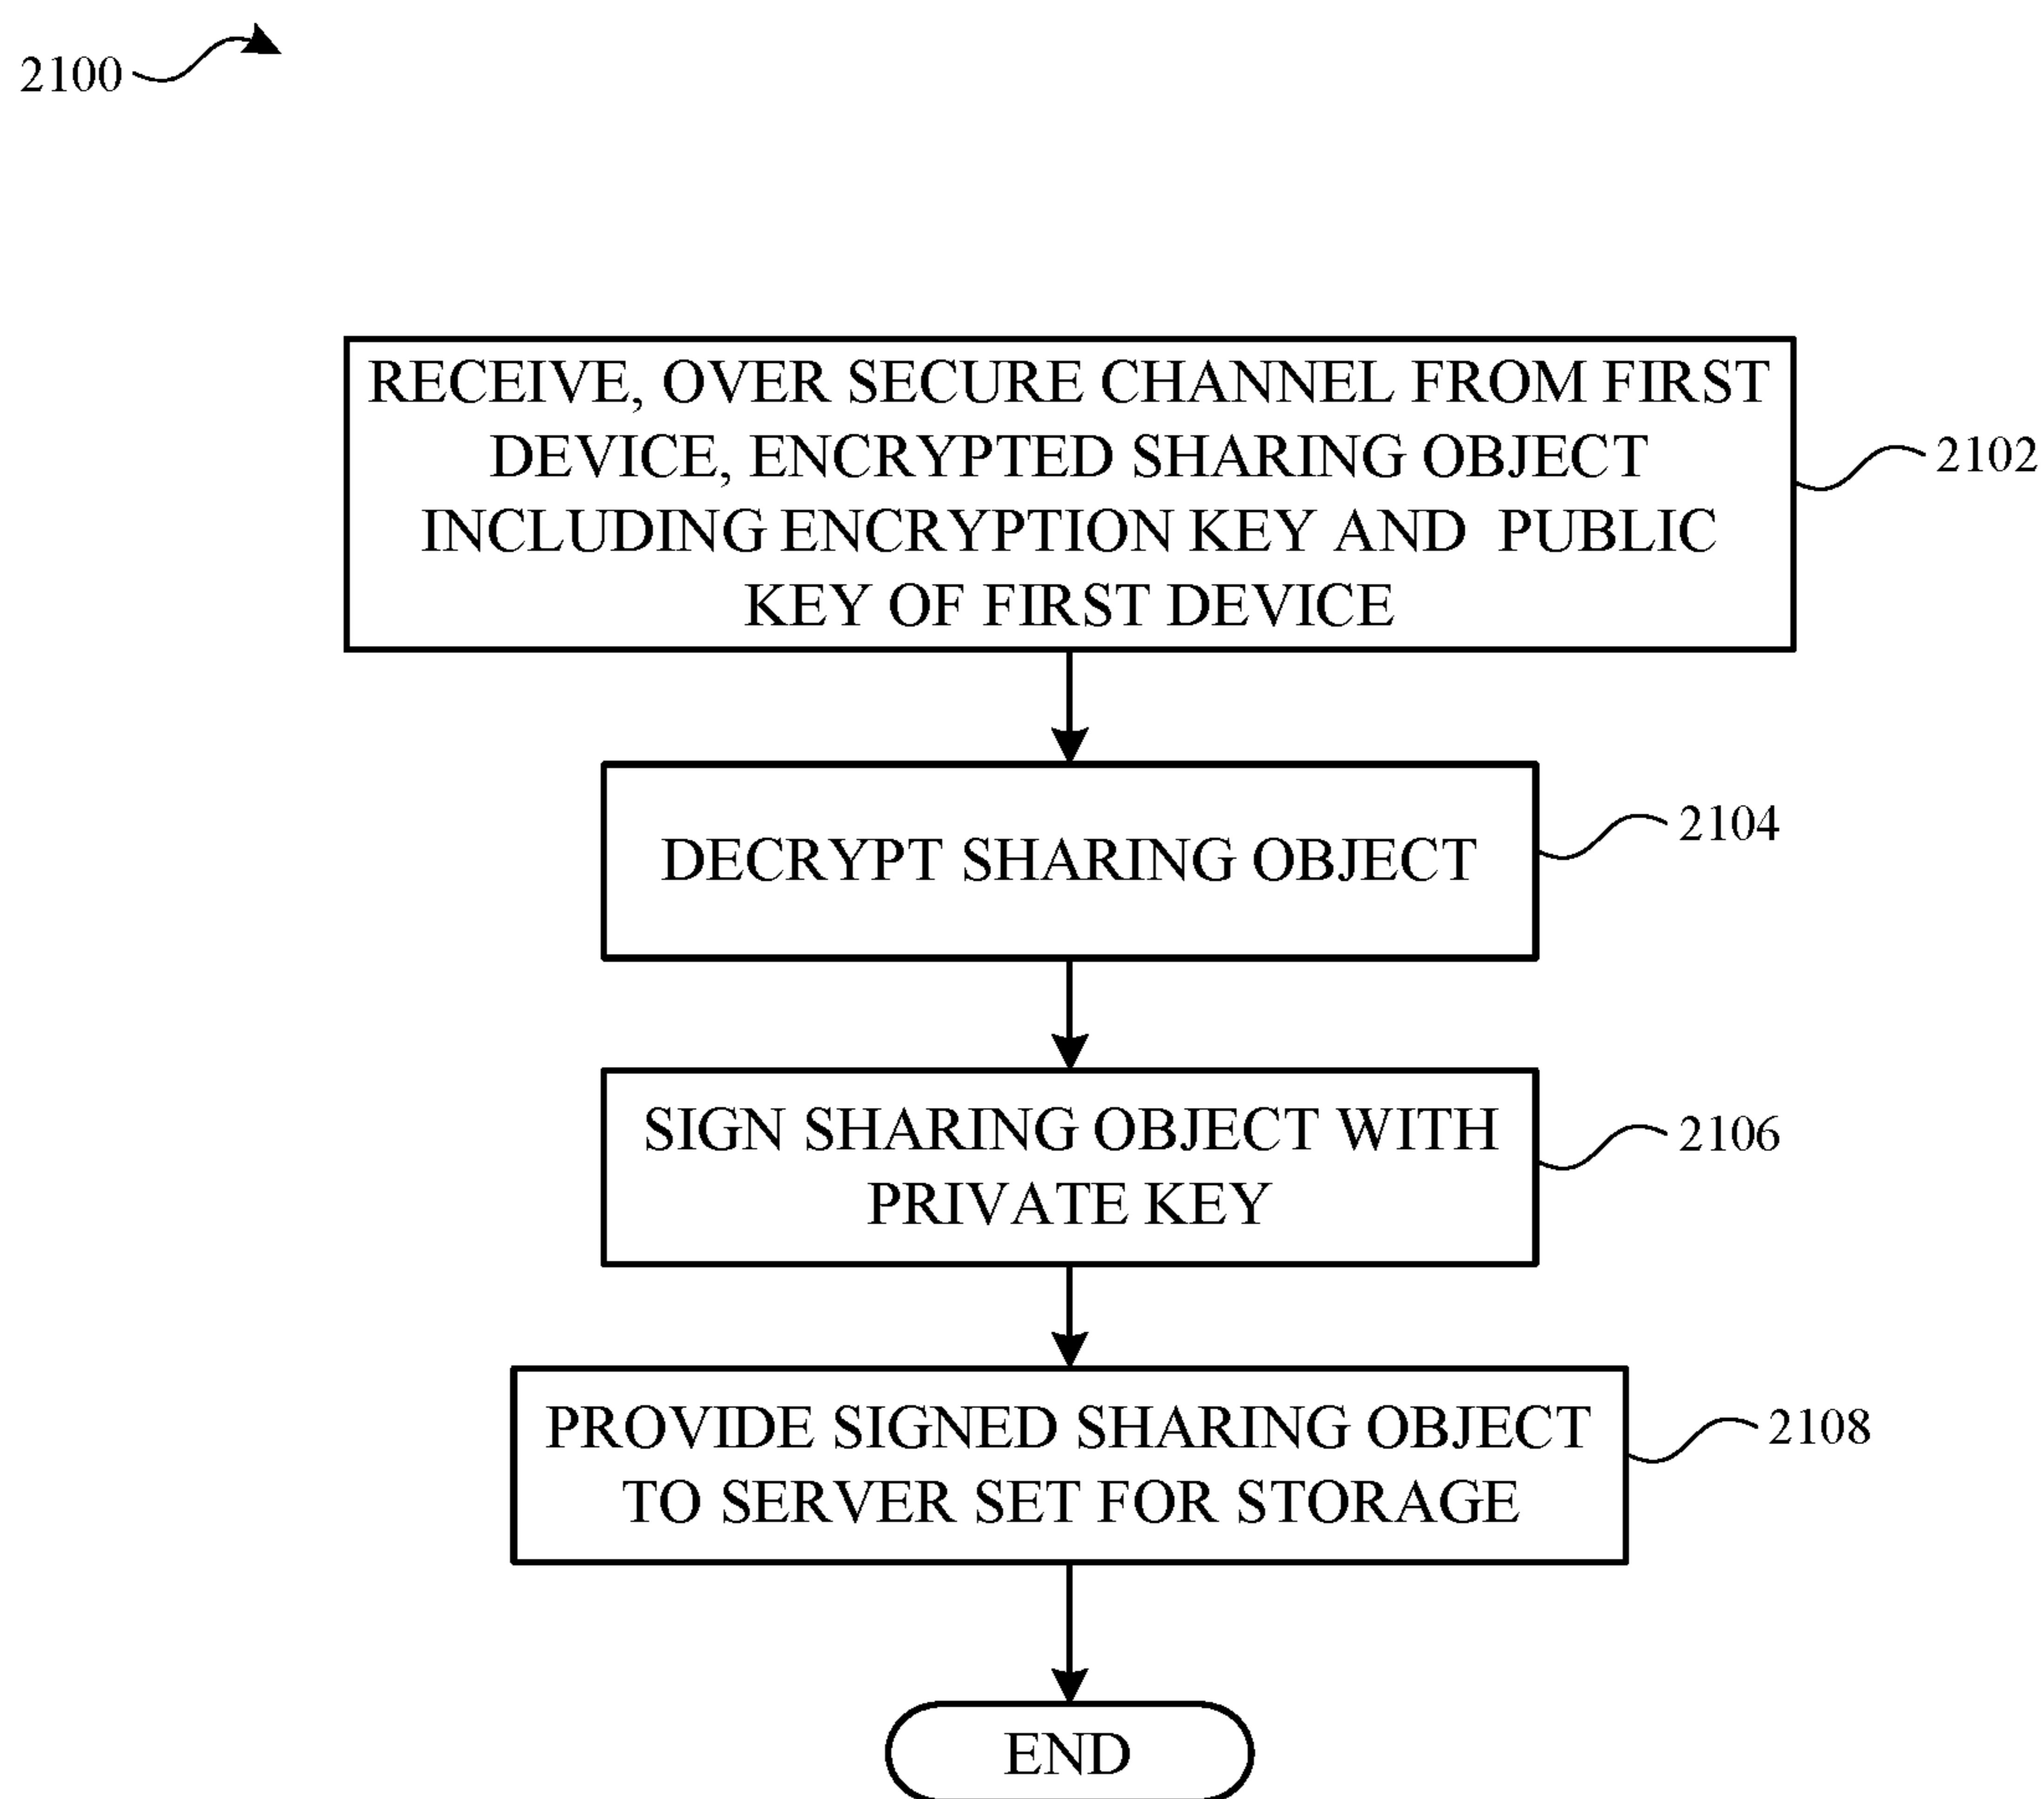 2100
RECEIVE, OVER SECURE CHANNEL FROM FIRST
DEVICE, ENCRYPTED SHARING OBJECT
INCLUDING ENCRYPTION KEY AND PUBLIC
KEY OF FIRST DEVICE
2102
DECRYPT SHARING OBJECT
2104
SIGN SHARING OBJECT WITH
PRIVATE KEY
2106
PROVIDE SIGNED SHARING OBJECT
TO SERVER SET FOR STORAGE
2108
END